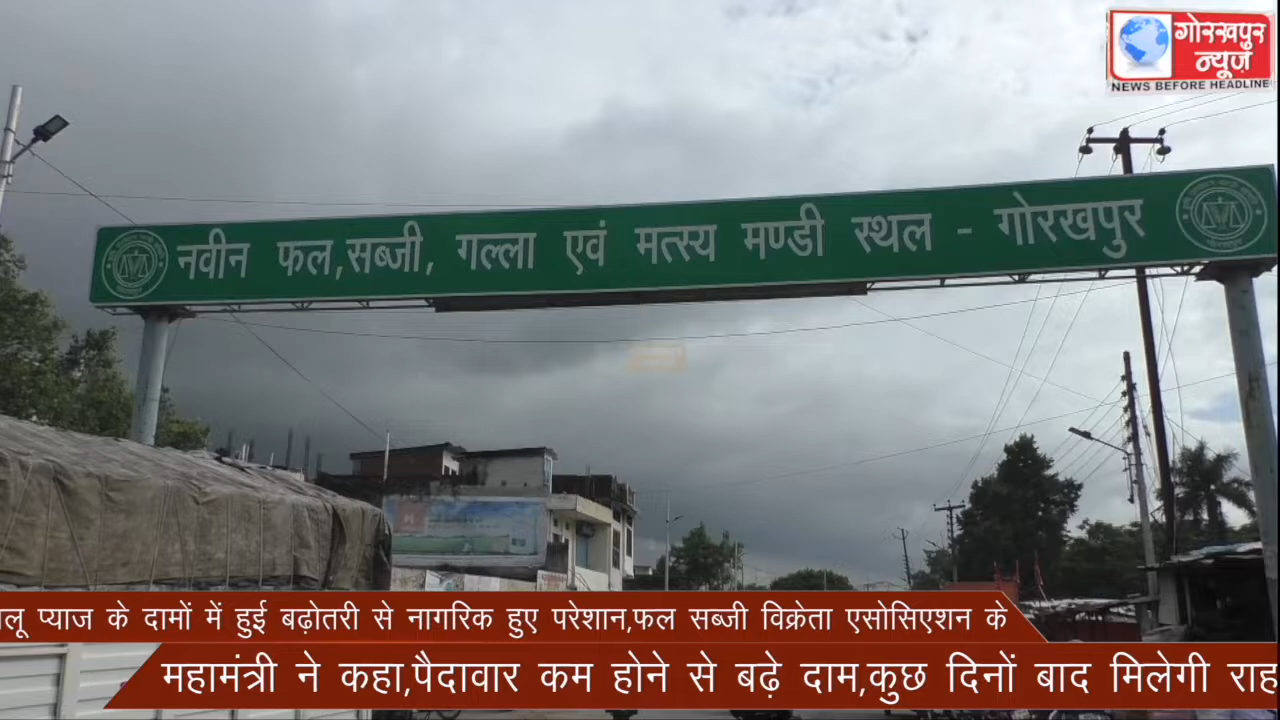 गोरखपुर
न्यूज़
NEWS BEFORE HEADLINE
नवीन फल,सब्जी, गल्ला एवं मत्स्य मण्डी स्थल - गोरखपुर
प्याज के दामों में हुई बढ़ोतरी से नागरिक हुए परेशान,फल सब्जी विक्रेता एसोसिएशन के
महामंत्री ने कहा,पैदावार कम होने से बढ़े दाम,कुछ दिनों बाद मिलेगी